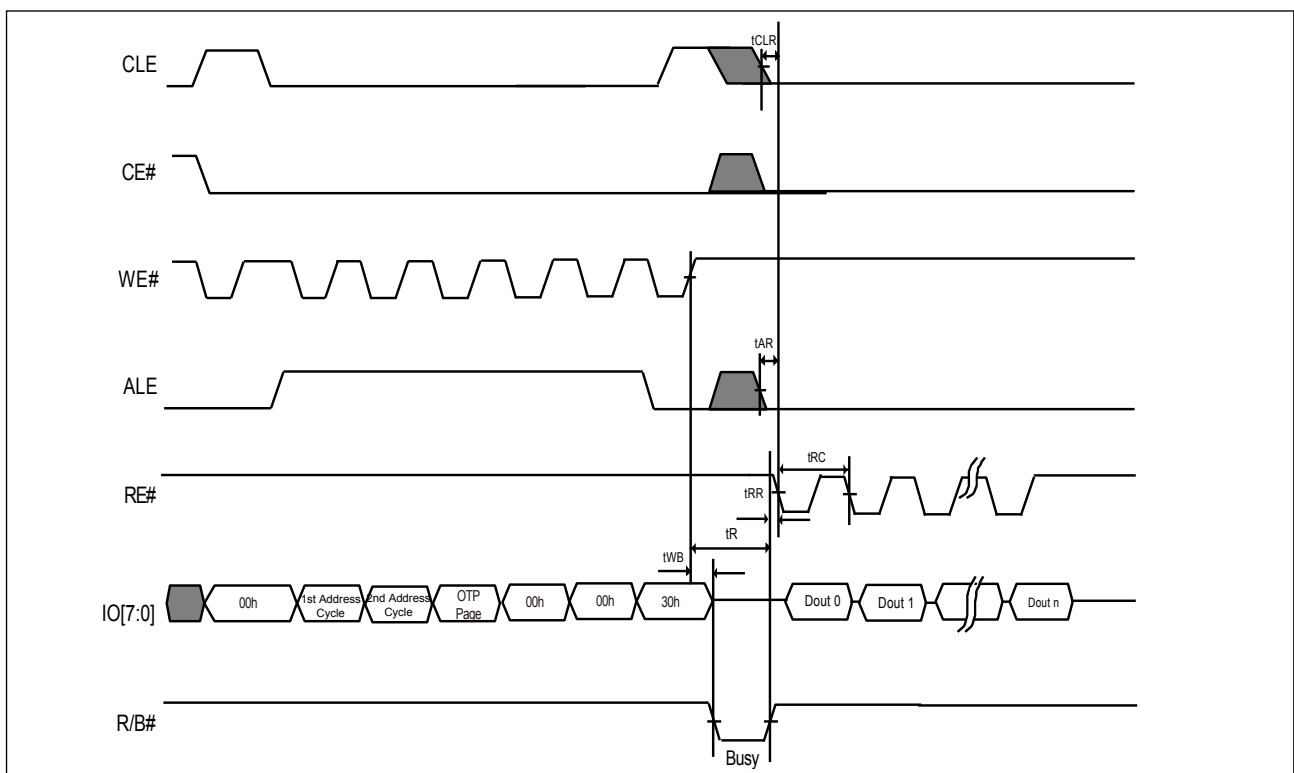 tCLR
CLE
CE#
WE#
tAR
ALE
tRC
RE#
tRR
tR
tWB
IO[7:0]
00h
1st Address
Cycle
2nd Address
Cycle
OTP
Page
00h
00h
30h
Dout 0
Dout 1
Dout n
R/B#
Busy